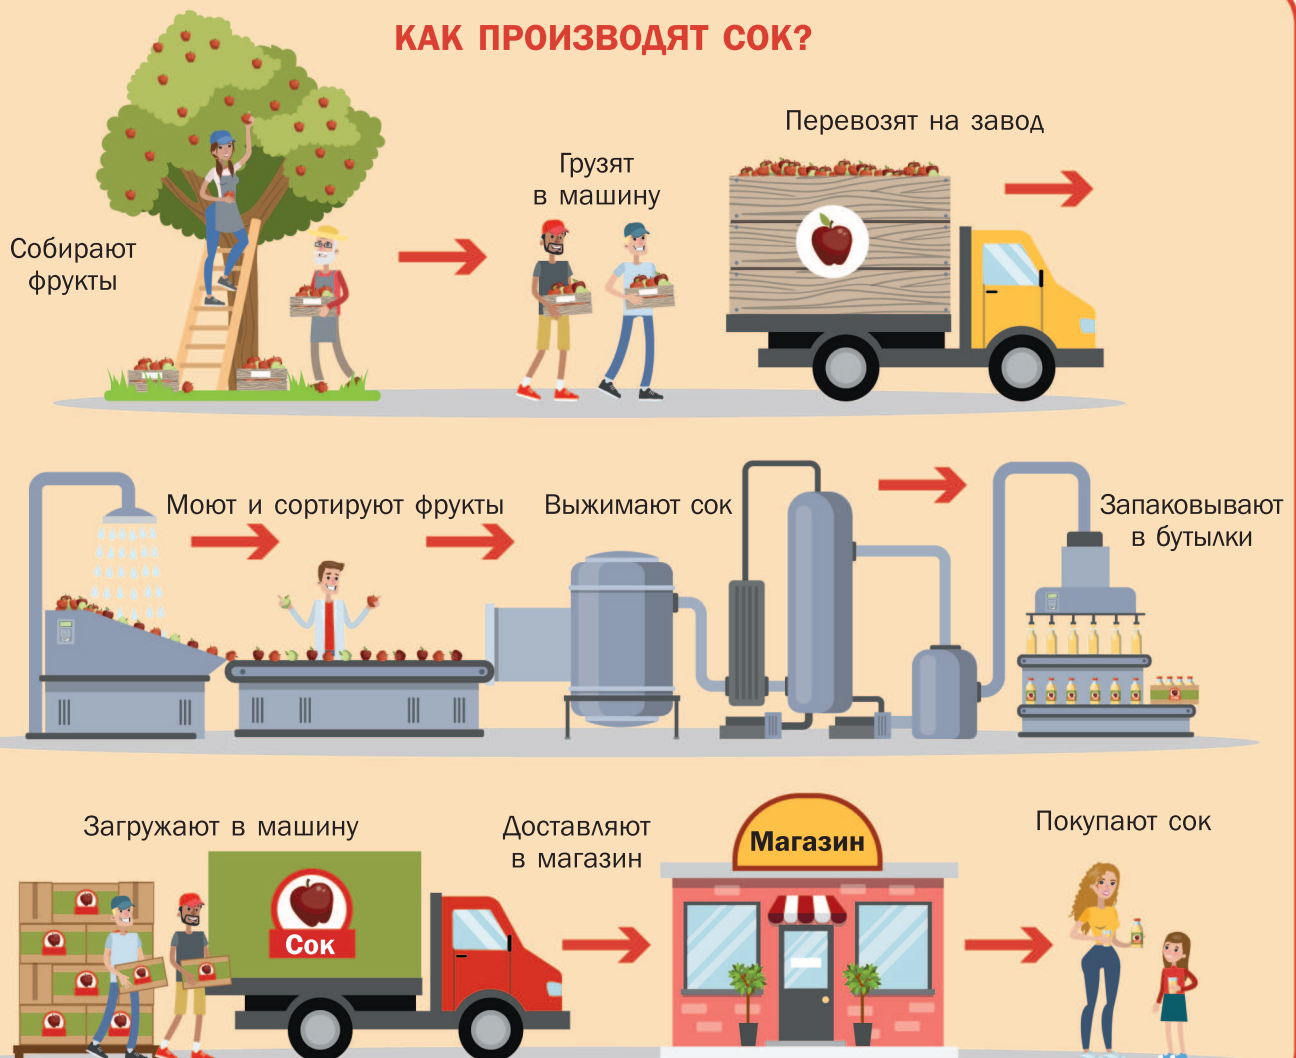 КАК ПРОИЗВОДЯТ СОК?
Собирают
фрукты
Грузят
в машину
Перевозят на завод
Моют и сортируют фрукты
Выжимают сок
Запаковывают
в бутылки
Загружают в машину
Сок
Доставляют
в магазин
Магазин
Покупают сок